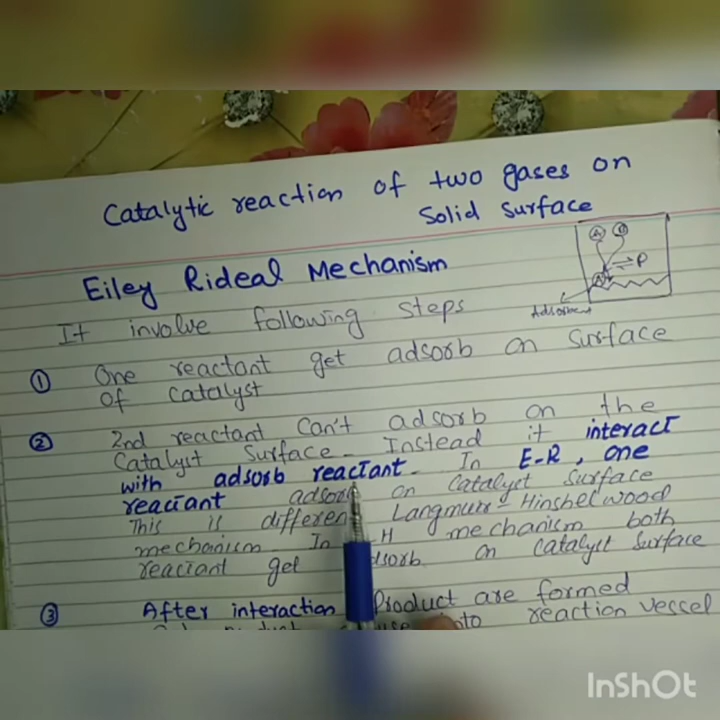 Catalytic reaction of two gases on
Solid Surface
A
B
P
A
Eiley Rideal Mechanism
It involve following steps
① One reactant get adsorb on Surface
of catalyst
② 2nd reactant Can't adsorb on the
Catalyst Surface. Instead it interact
with adsorb reactant. In E-R, one
reactant adsorb on Catalyst Surface
This is different Langmuir-Hinshelwood
mechanism. In -H mechanism both
reactant get adsorb on Catalyst Surface
③ After interaction Product are formed
into reaction vessel
InShOt